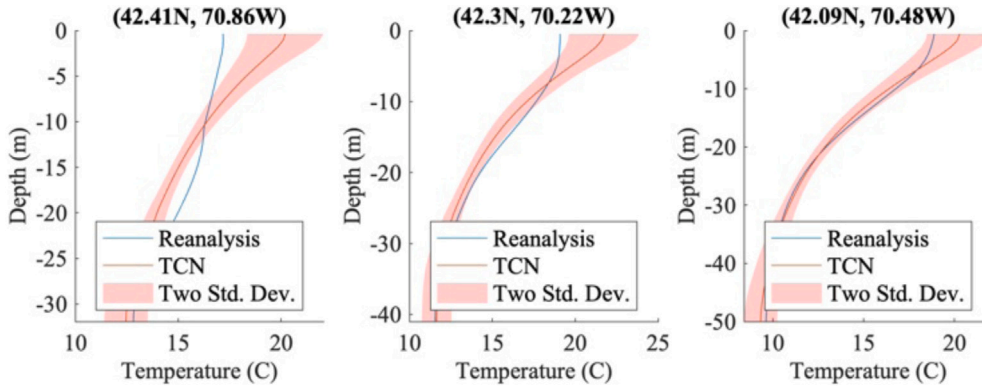 (42.41N, 70.86W)
0
-5
-10
-15
-20
-25
-30
Depth (m)
Reanalysis
TCN
Two Std. Dev.
10
15
20
Temperature (C)
(42.3N, 70.22W)
0
-10
-20
-30
-40
Depth (m)
Reanalysis
TCN
Two Std. Dev.
10
15
20
25
Temperature (C)
(42.09N, 70.48W)
0
-10
-20
-30
-40
-50
Depth (m)
Reanalysis
TCN
Two Std. Dev.
10
15
20
Temperature (C)